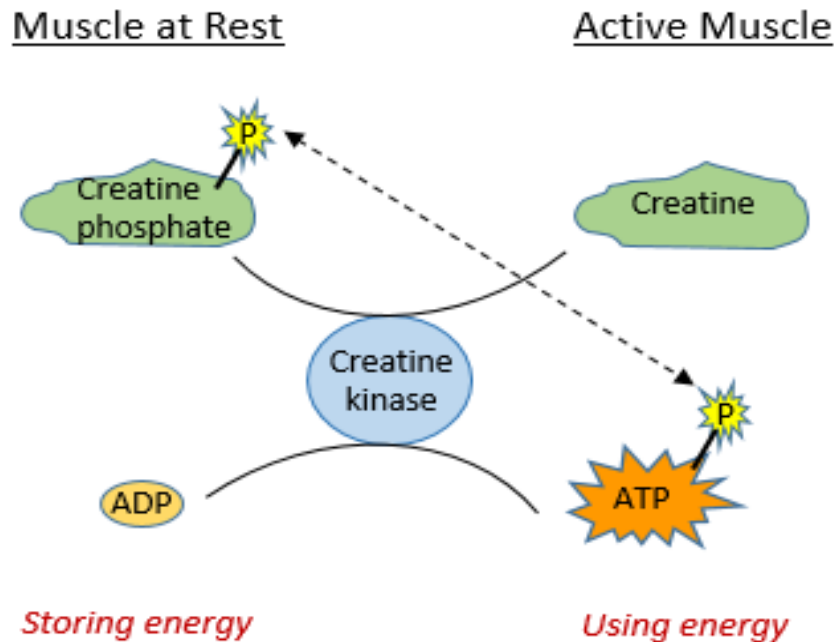 Muscle at Rest
Active Muscle
P
Creatine
phosphate
Creatine
Creatine
kinase
P
ADP
ATP
Storing energy
Using energy